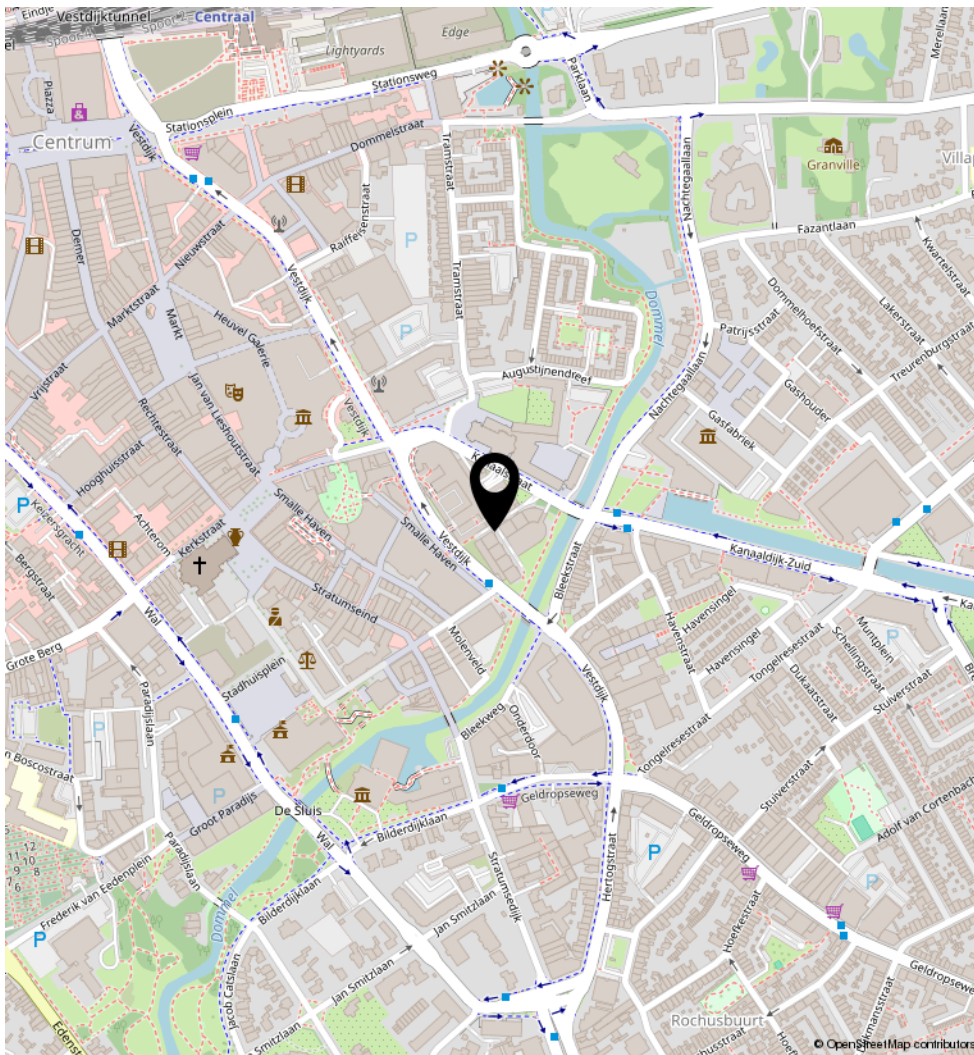 Vestdijktunnel
Centraal
Spoor 2
Lightyards
Edge
Merellaan
Piazza
Stationsweg
Parklaan
Stationsplein
Centrum
Vestdijk
Dommelstraat
Tramstraat
Granville
Nachtegaallaan
Raiffeisenstraat
Fazantlaan
Kwartelstraat
Demer
Nieuwstraat
P
Vestdijk
Tramstraat
Dommel
Dommelhoefstraat
Lakerstraat
Marktstraat
Markt
Heuvel Galerie
P
Patrijsstraat
Treurenburgstraat
Vrijstraat
Jan van Lieshoutstraat
Augustijnendreef
Nachtegaallaan
Gashouder
Rechtestraat
Vestdijk
Gasfabriek
Hooghuisstraat
P
Keizersgracht
Achterom
Smalle Haven
Kerkstraat
Vestdijk
Smalle Haven
Kanaaldijk-Zuid
Bergstraat
Bleekstraat
Stratumseind
Havensingel
Wal
Molenveld
Havenstraat
Havensingel
Muntplein
P
Grote Berg
Stadhuisplein
Tongelresestraat
Schellingstraat
Paradijslaan
Vestdijk
Dukaatstraat
Stuiverstraat
P
Bleekweg
Onderdoor
n Boscostraat
Tongelresestraat
Stuiverstraat
P
Groot Paradijs
De Sluis
Geldropseweg
Geldropseweg
Adolf van Cortenbach
Wal
Bilderdijklaan
Hertogstraat
P
P
Paradijslaan
Stratumsedijk
Frederik van Eedenplein
Bilderdijklaan
Hoefkestraat
P
Dommel
Jan Smitzlaan
Jacob Catslaan
Jan Smitzlaan
Geldropseweg
Rochusbuurt
Edens
© OpenStreetMap contributors